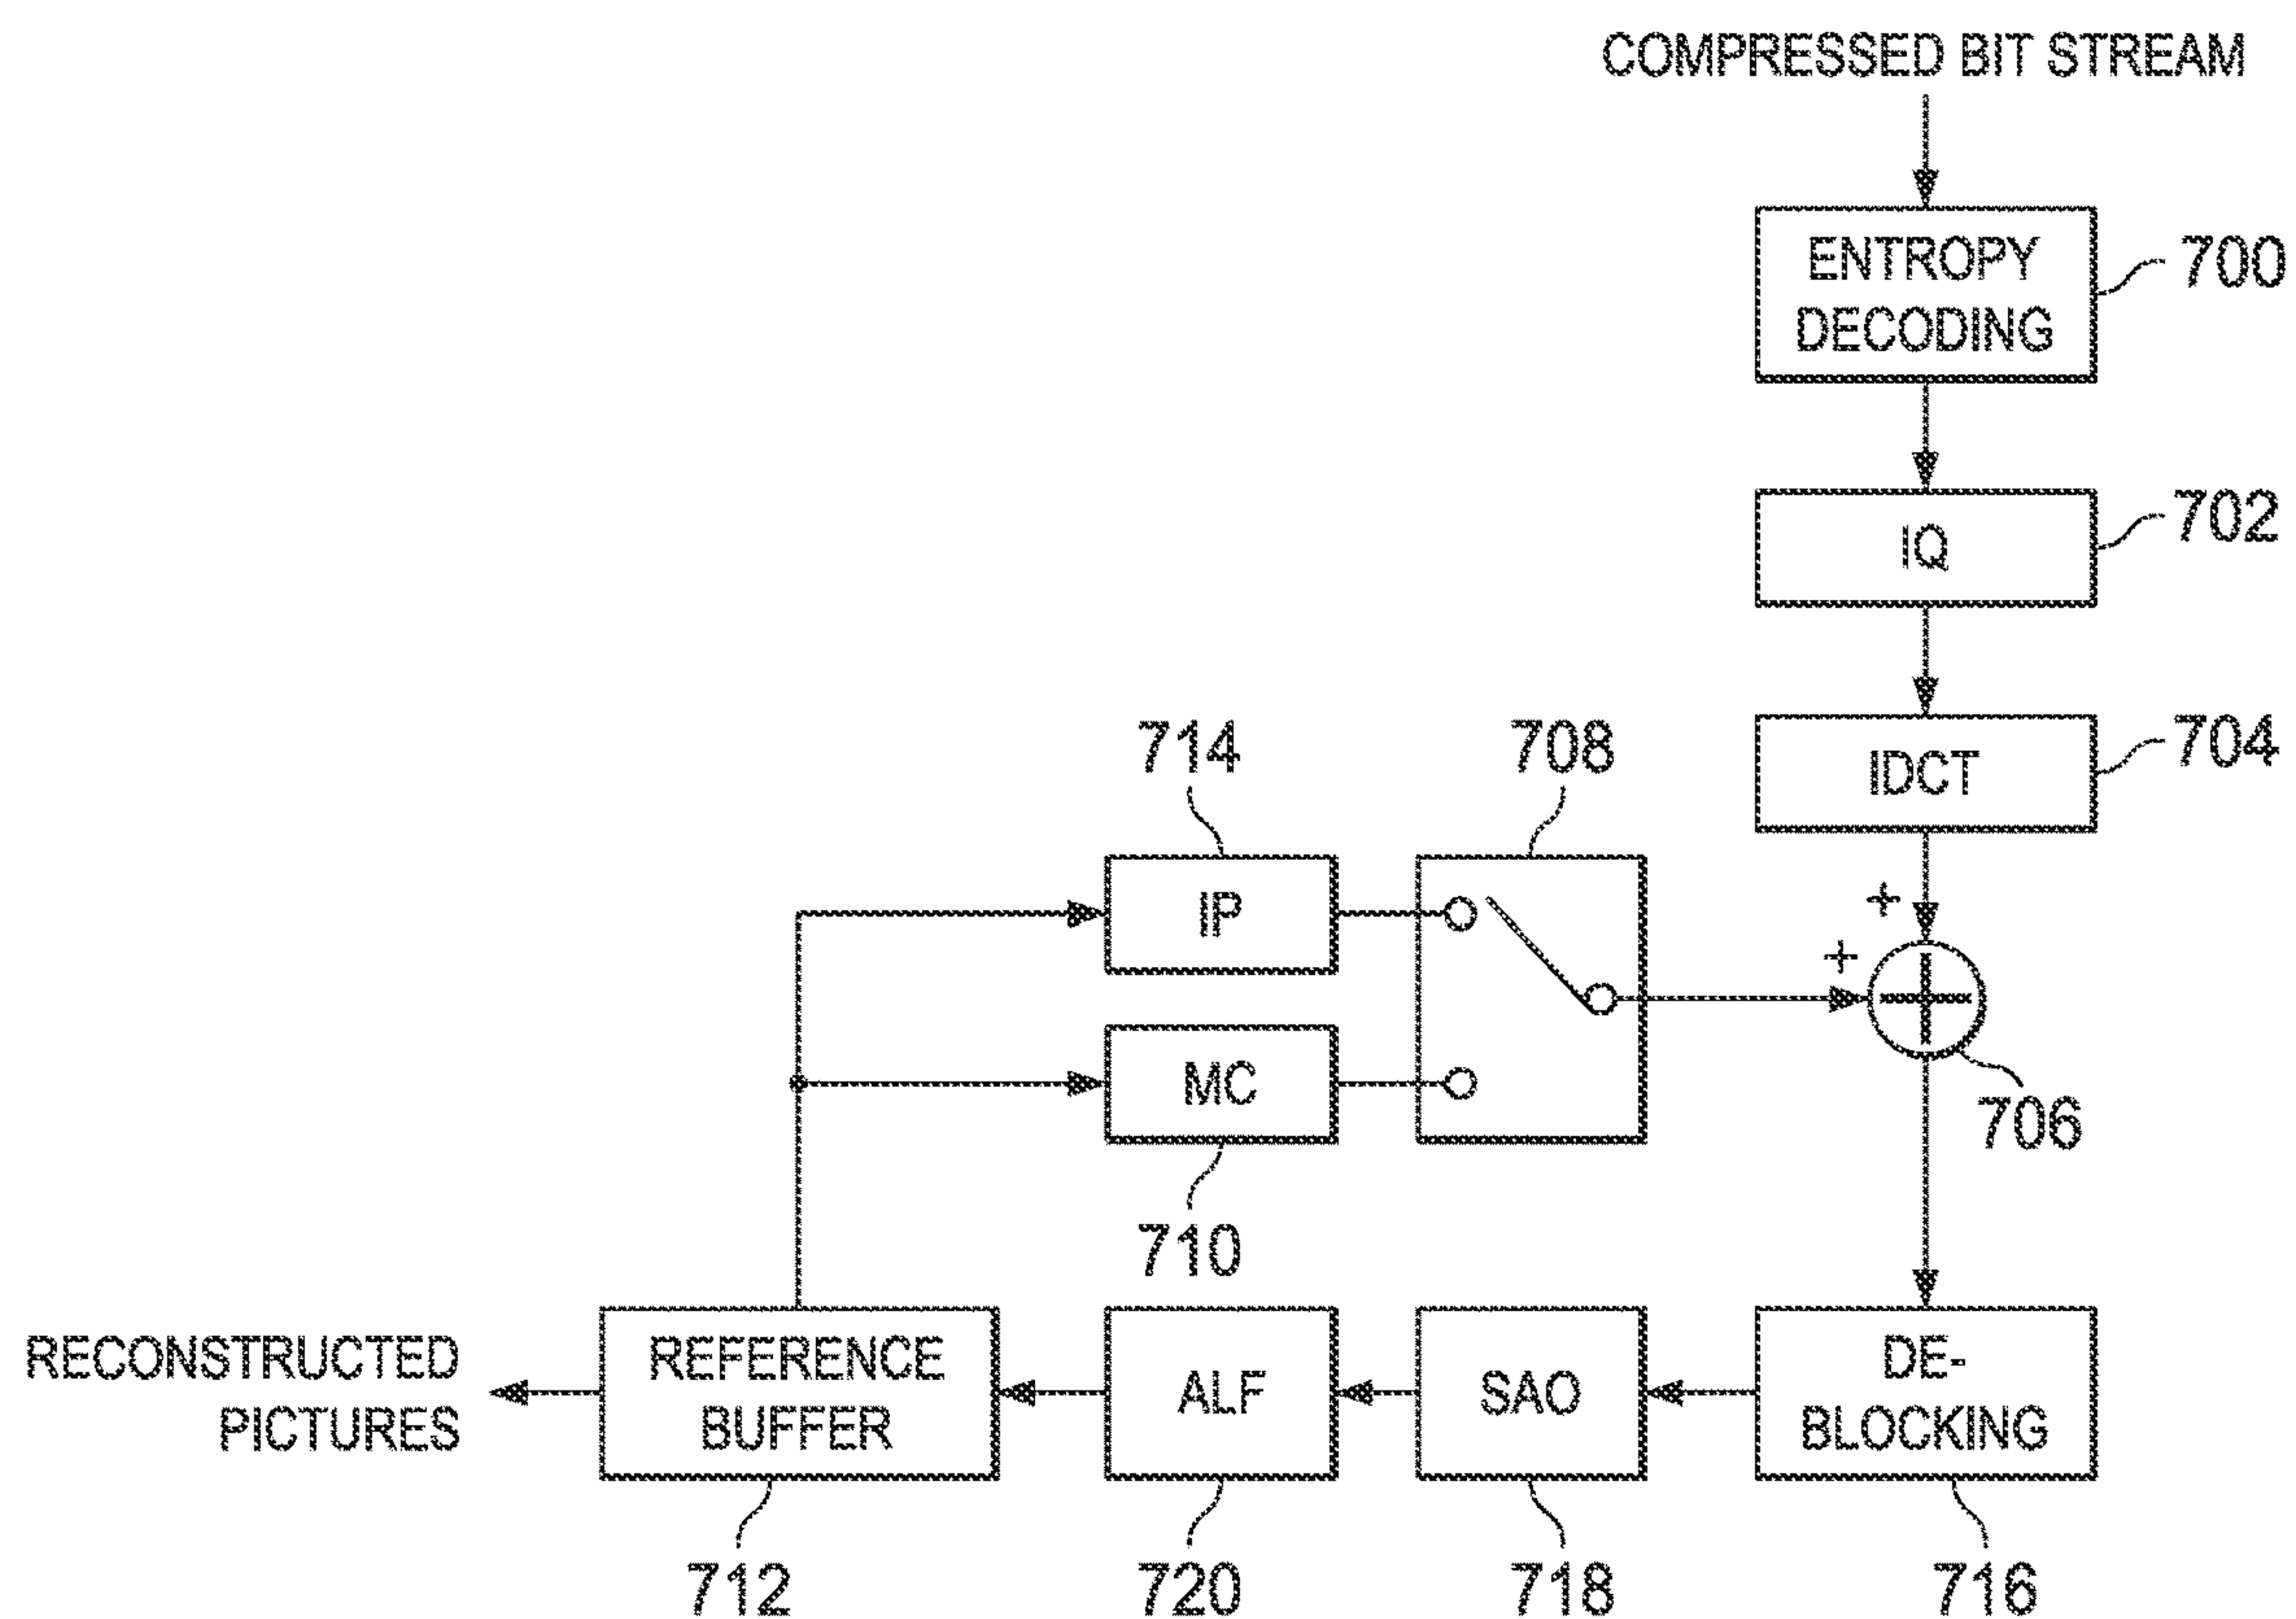 COMPRESSED BIT STREAM
ENTROPY
DECODING
700
IQ
702
IDCT
704
714
708
IP
+
+
MC
706
710
RECONSTRUCTED
PICTURES
REFERENCE
BUFFER
ALF
SAO
DE-
BLOCKING
712
720
718
716